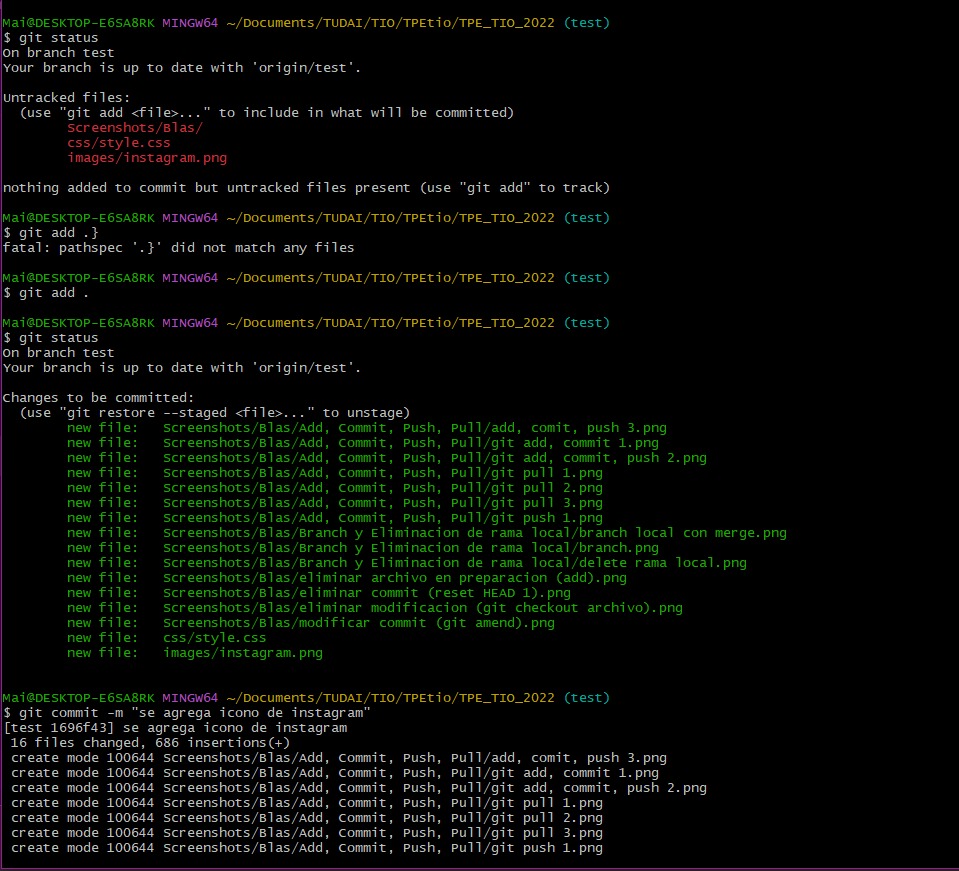 Mai@DESKTOP-E6SA8RK MINGW64 ~/Documents/TUDAI/TIO/TPEtio/TPE_TIO_2022 (test)
$ git status
On branch test
Your branch is up to date with 'origin/test'.
Untracked files:
  (use "git add <file>..." to include in what will be committed)
        Screenshots/Blas/
        css/style.css
        images/instagram.png
nothing added to commit but untracked files present (use "git add" to track)
Mai@DESKTOP-E6SA8RK MINGW64 ~/Documents/TUDAI/TIO/TPEtio/TPE_TIO_2022 (test)
$ git add .}
fatal: pathspec '.}' did not match any files
Mai@DESKTOP-E6SA8RK MINGW64 ~/Documents/TUDAI/TIO/TPEtio/TPE_TIO_2022 (test)
$ git add .
Mai@DESKTOP-E6SA8RK MINGW64 ~/Documents/TUDAI/TIO/TPEtio/TPE_TIO_2022 (test)
$ git status
On branch test
Your branch is up to date with 'origin/test'.
Changes to be committed:
  (use "git restore --staged <file>..." to unstage)
        new file:   Screenshots/Blas/Add, Commit, Push, Pull/add, comit, push 3.png
        new file:   Screenshots/Blas/Add, Commit, Push, Pull/git add, commit 1.png
        new file:   Screenshots/Blas/Add, Commit, Push, Pull/git add, commit, push 2.png
        new file:   Screenshots/Blas/Add, Commit, Push, Pull/git pull 1.png
        new file:   Screenshots/Blas/Add, Commit, Push, Pull/git pull 2.png
        new file:   Screenshots/Blas/Add, Commit, Push, Pull/git pull 3.png
        new file:   Screenshots/Blas/Add, Commit, Push, Pull/git push 1.png
        new file:   Screenshots/Blas/Branch y Eliminacion de rama local/branch local con merge.png
        new file:   Screenshots/Blas/Branch y Eliminacion de rama local/branch.png
        new file:   Screenshots/Blas/Branch y Eliminacion de rama local/delete rama local.png
        new file:   Screenshots/Blas/eliminar archivo en preparacion (add).png
        new file:   Screenshots/Blas/eliminar commit (reset HEAD 1).png
        new file:   Screenshots/Blas/eliminar modificacion (git checkout archivo).png
        new file:   Screenshots/Blas/modificar commit (git amend).png
        new file:   css/style.css
        new file:   images/instagram.png
Mai@DESKTOP-E6SA8RK MINGW64 ~/Documents/TUDAI/TIO/TPEtio/TPE_TIO_2022 (test)
$ git commit -m "se agrega icono de instagram"
[test 1696f43] se agrega icono de instagram
 16 files changed, 686 insertions(+)
 create mode 100644 Screenshots/Blas/Add, Commit, Push, Pull/add, comit, push 3.png
 create mode 100644 Screenshots/Blas/Add, Commit, Push, Pull/git add, commit 1.png
 create mode 100644 Screenshots/Blas/Add, Commit, Push, Pull/git add, commit, push 2.png
 create mode 100644 Screenshots/Blas/Add, Commit, Push, Pull/git pull 1.png
 create mode 100644 Screenshots/Blas/Add, Commit, Push, Pull/git pull 2.png
 create mode 100644 Screenshots/Blas/Add, Commit, Push, Pull/git pull 3.png
 create mode 100644 Screenshots/Blas/Add, Commit, Push, Pull/git push 1.png